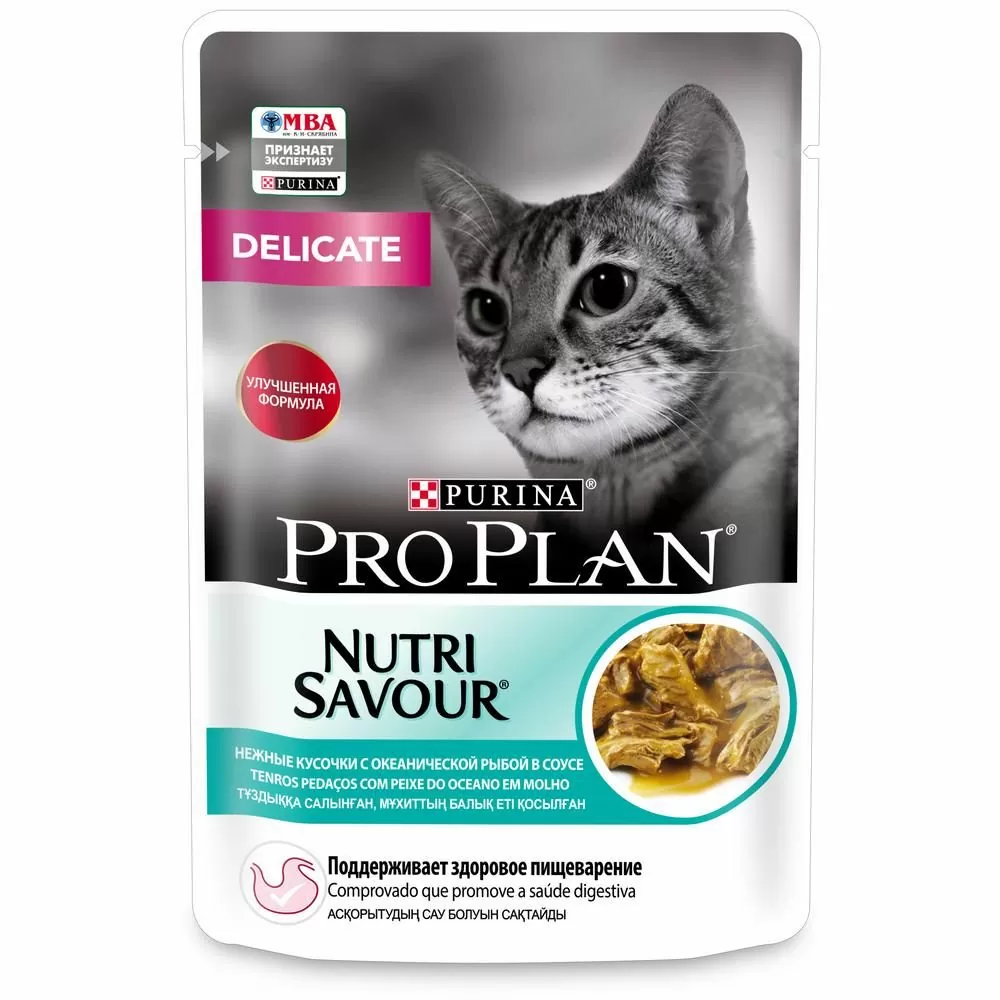 МВА
им. К.И. СКРЯБИНА
ПРИЗНАЕТ
ЭКСПЕРТИЗУ
PURINA
DELICATE
УЛУЧШЕННАЯ
ФОРМУЛА
PURINA®
PRO PLAN®
NUTRI
SAVOUR®
НЕЖНЫЕ КУСОЧКИ С ОКЕАНИЧЕСКОЙ РЫБОЙ В СОУСЕ
TENROS PEDAÇOS COM PEIXE DO OCEANO EM MOLHO
ТҰЗДЫҚҚА САЛЫНҒАН, МҰХИТТЫҢ БАЛЫҚ ЕТІ ҚОСЫЛҒАН
Поддерживает здоровое пищеварение
Comprovado que promove a saúde digestiva
АСҚОРЫТУДЫҢ САУ БОЛУЫН САҚТАЙДЫ